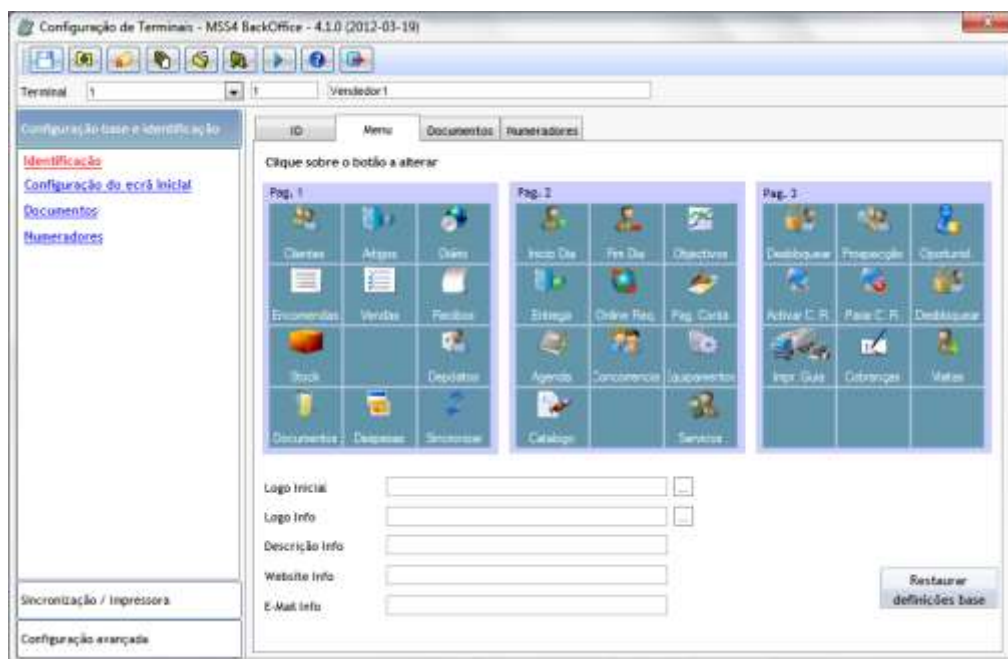 Configuração de Terminais - MSS4 BackOffice - 4.1.0 (2012-03-19)
Terminal 1 1 Vendedor1
Configuração base e identificação
Identificação
Configuração do ecrã inicial
Documentos
Numeradores
Sincronização / Impressora
Configuração avançada
ID Menu Documentos Numeradores
Clique sobre o botão a alterar
Pag. 1
Clientes Artigos Diário
Encomendas Vendas Recibos
Stock Depósitos
Documentos Despesas Sincronizar
Pag. 2
Inicio Dia Fim Dia Objectivos
Entrega Online Req. Pag. Conta
Agenda Concorrencia Equipamentos
Catalogo Servicos
Pag. 3
Desbloquear Prospecção Oportunid.
Activar C. R. Parar C. R. Desbloquear
Impr. Guia Cobranças Visitas
Logo Inicial ...
Logo Info ...
Descrição Info
Website Info
E-Mail Info
Restaurar
definições base